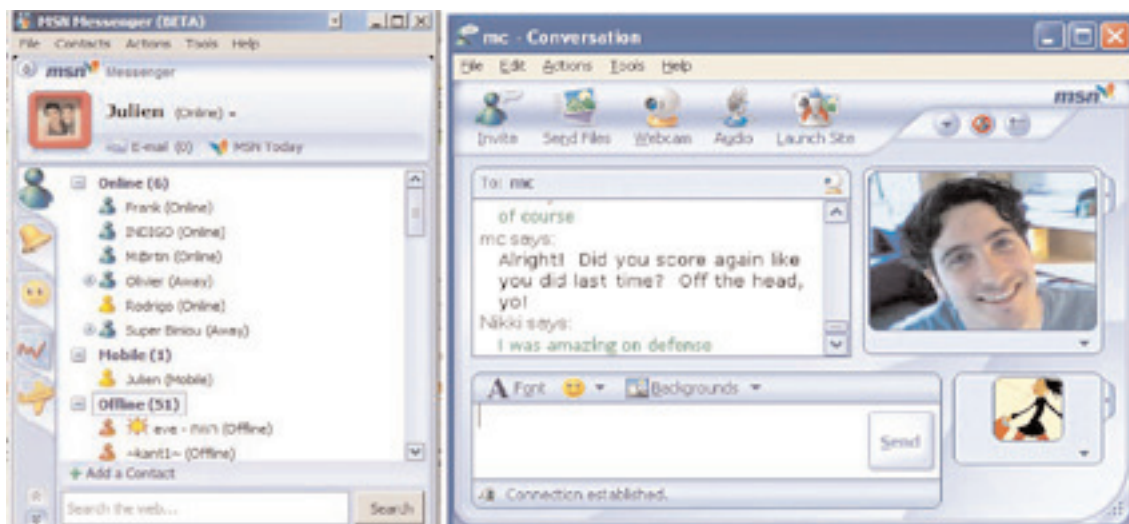 MSN Messenger (BETA)
File Contacts Actions Tools Help
msn Messenger
Julien (Online)
E-mail (0) MSN Today
Online (6)
Frank (Online)
INDIGO (Online)
M@rtin (Online)
Olivier (Away)
Rodrigo (Online)
Super Biniou (Away)
Mobile (1)
Julien (Mobile)
Offline (51)
eve - (Offline)
~kant1~ (Offline)
+ Add a Contact
Search the web... Search
mc - Conversation
File Edit Actions Tools Help
msn
Invite Send Files Webcam Audio Launch Site
To: mc
of course
mc says:
Alright! Did you score again like
you did last time? Off the head,
yo!
Nikki says:
I was amazing on defense
A Font Backgrounds
Send
Connection established.